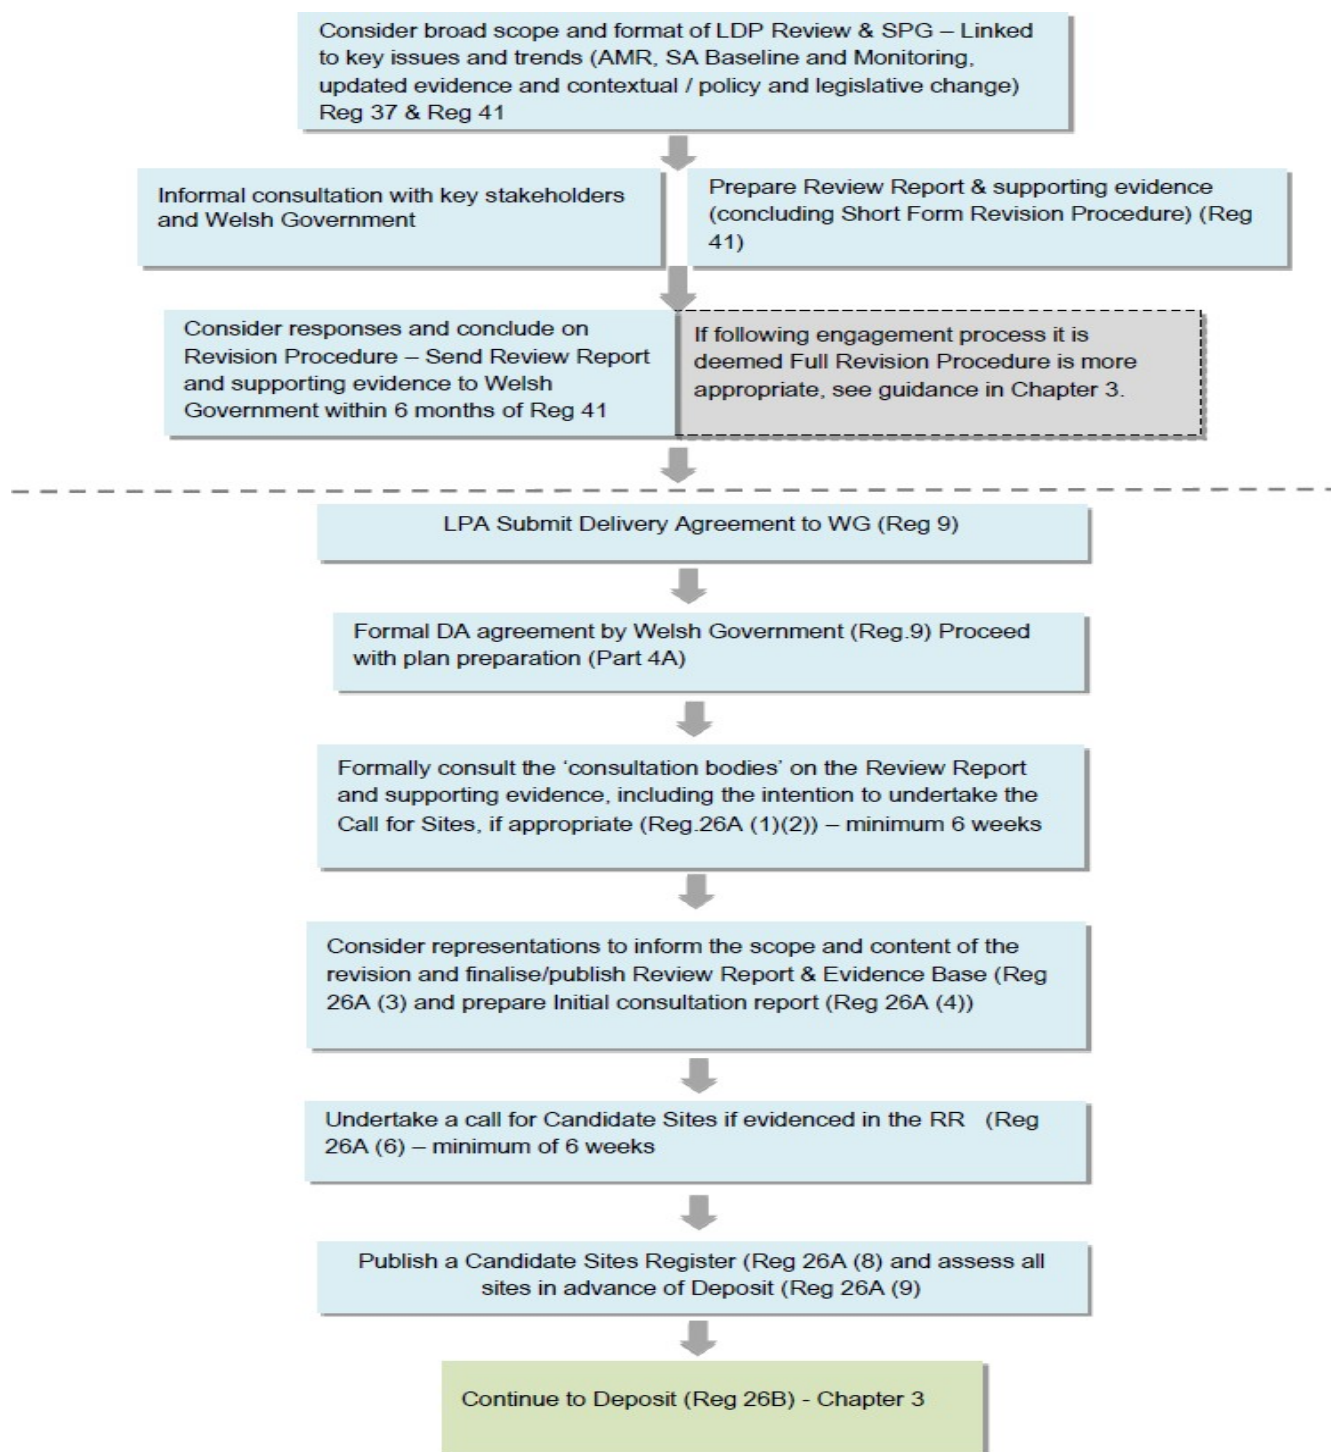 Consider broad scope and format of LDP Review & SPG – Linked
to key issues and trends (AMR, SA Baseline and Monitoring,
updated evidence and contextual / policy and legislative change)
Reg 37 & Reg 41
Informal consultation with key stakeholders
and Welsh Government
Prepare Review Report & supporting evidence
(concluding Short Form Revision Procedure) (Reg
41)
Consider responses and conclude on
Revision Procedure – Send Review Report
and supporting evidence to Welsh
Government within 6 months of Reg 41
If following engagement process it is
deemed Full Revision Procedure is more
appropriate, see guidance in Chapter 3.
LPA Submit Delivery Agreement to WG (Reg 9)
Formal DA agreement by Welsh Government (Reg.9) Proceed
with plan preparation (Part 4A)
Formally consult the ‘consultation bodies’ on the Review Report
and supporting evidence, including the intention to undertake the
Call for Sites, if appropriate (Reg.26A (1)(2)) – minimum 6 weeks
Consider representations to inform the scope and content of the
revision and finalise/publish Review Report & Evidence Base (Reg
26A (3) and prepare Initial consultation report (Reg 26A (4))
Undertake a call for Candidate Sites if evidenced in the RR (Reg
26A (6) – minimum of 6 weeks
Publish a Candidate Sites Register (Reg 26A (8) and assess all
sites in advance of Deposit (Reg 26A (9)
Continue to Deposit (Reg 26B) - Chapter 3